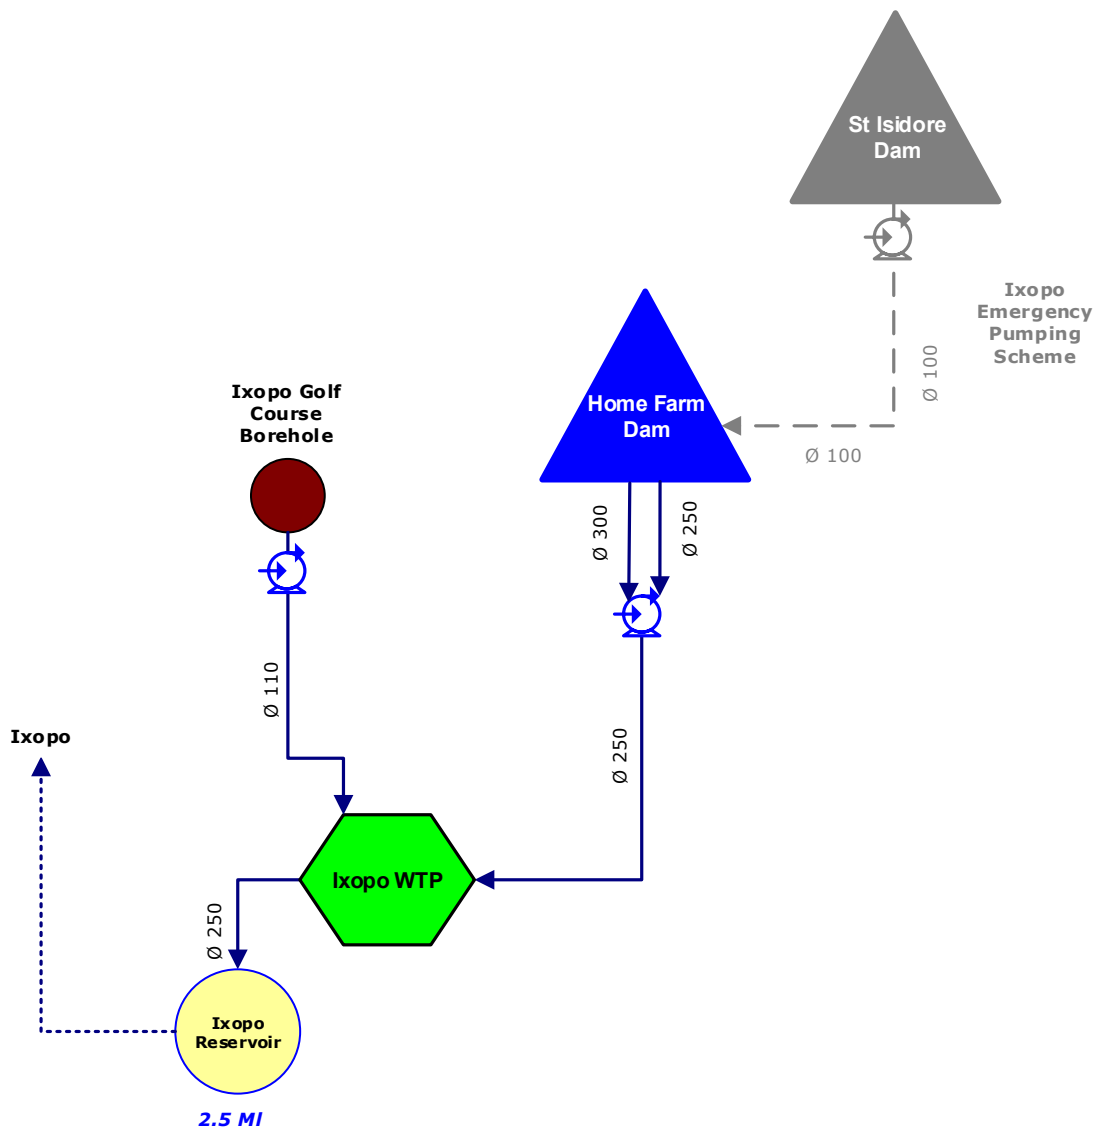 St Isidore
Dam
Ixopo
Emergency
Pumping
Scheme
Ø 100
Ø 100
Home Farm
Dam
Ixopo Golf
Course
Borehole
Ø 300
Ø 250
Ø 110
Ø 250
Ixopo
Ixopo WTP
Ø 250
Ixopo
Reservoir
2.5 Ml